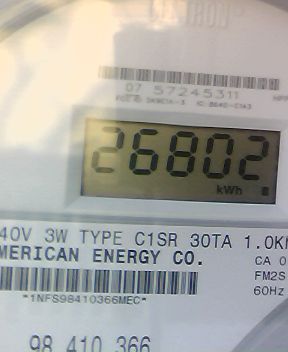 07 57245311
26802
kWh
40V 3W TYPE C1SR 30TA 1.0K
MERICAN ENERGY CO.
CA 0
FM2S
60Hz
*1NFS98410366MEC*
98 410 366